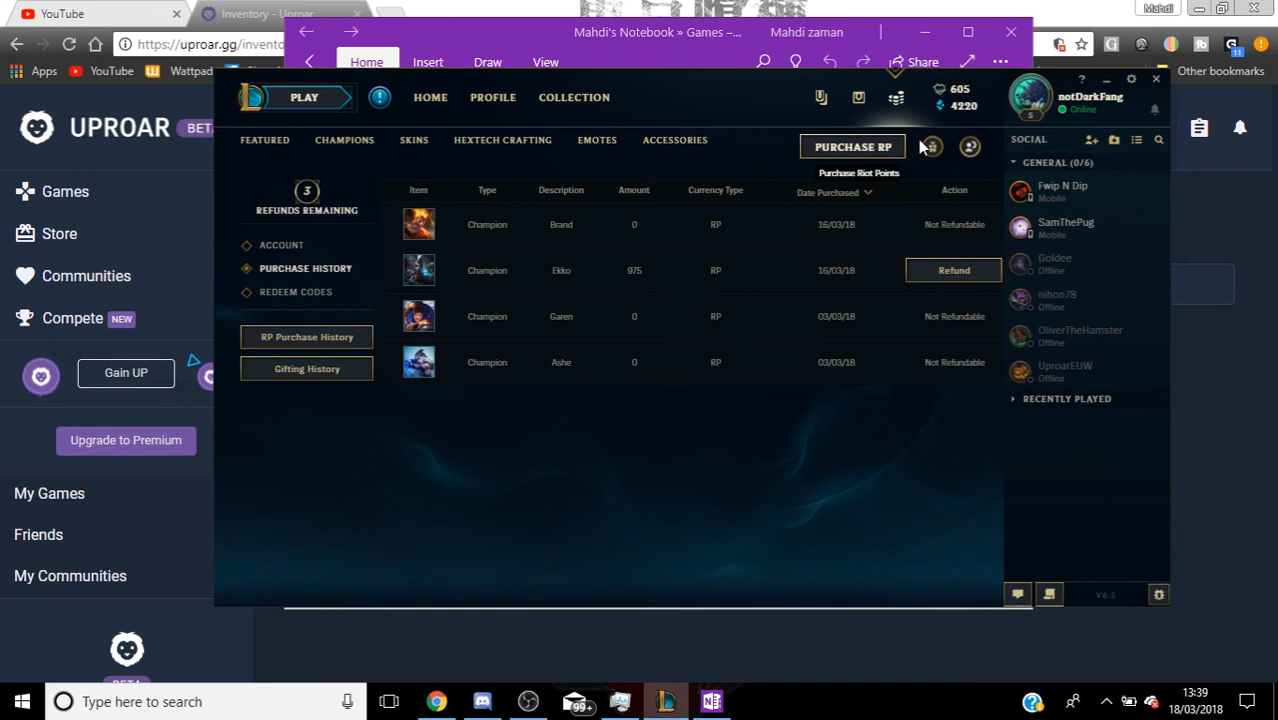 YouTube
Inventory - Uproar
Mahdi
https://uproar.gg/invento
Apps
YouTube
Wattpad
Other bookmarks
11
Mahdi's Notebook » Games –...
Mahdi zaman
Home
Insert
Draw
View
Share
UPROAR
BETA
Games
Store
Communities
Compete
NEW
Gain UP
Upgrade to Premium
My Games
Friends
My Communities
PLAY
HOME
PROFILE
COLLECTION
605
4220
FEATURED
CHAMPIONS
SKINS
HEXTECH CRAFTING
EMOTES
ACCESSORIES
PURCHASE RP
Purchase Riot Points
3
REFUNDS REMAINING
ACCOUNT
PURCHASE HISTORY
REDEEM CODES
RP Purchase History
Gifting History
Item Type Description Amount Currency Type Date Purchased Action
Champion Brand 0 RP 16/03/18 Not Refundable
Champion Ekko 975 RP 16/03/18 Refund
Champion Garen 0 RP 03/03/18 Not Refundable
Champion Ashe 0 RP 03/03/18 Not Refundable
notDarkFang
Online
SOCIAL
GENERAL (0/6)
Fwip N Dip
Mobile
SamThePug
Mobile
Goldee
Offline
nihon78
Offline
OliverTheHamster
Offline
UproarEUW
Offline
RECENTLY PLAYED
V8.5
Type here to search
99+
13:39
18/03/2018